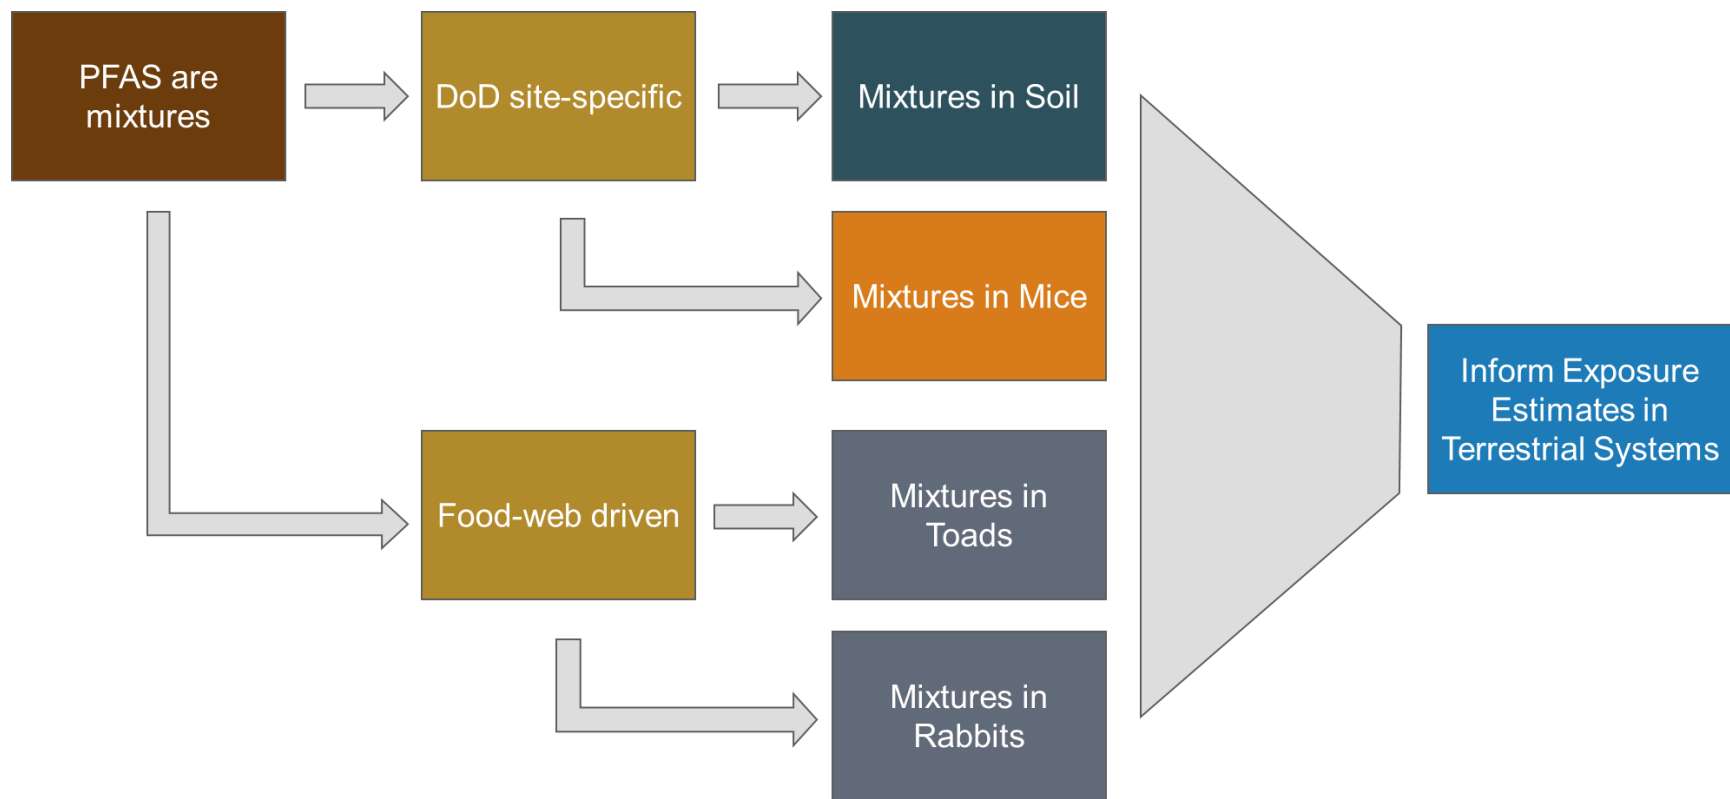 PFAS are
mixtures
DoD site-specific
Mixtures in Soil
Mixtures in Mice
Food-web driven
Mixtures in
Toads
Mixtures in
Rabbits
Inform Exposure
Estimates in
Terrestrial Systems